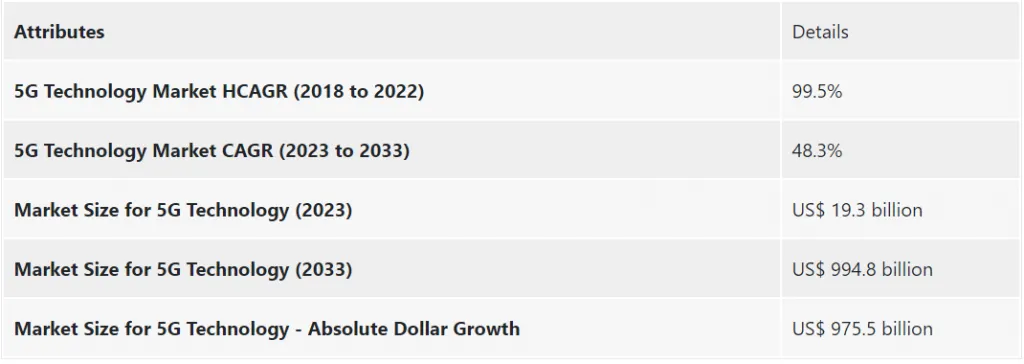 Attributes Details
5G Technology Market HCAGR (2018 to 2022) 99.5%
5G Technology Market CAGR (2023 to 2033) 48.3%
Market Size for 5G Technology (2023) US$ 19.3 billion
Market Size for 5G Technology (2033) US$ 994.8 billion
Market Size for 5G Technology - Absolute Dollar Growth US$ 975.5 billion